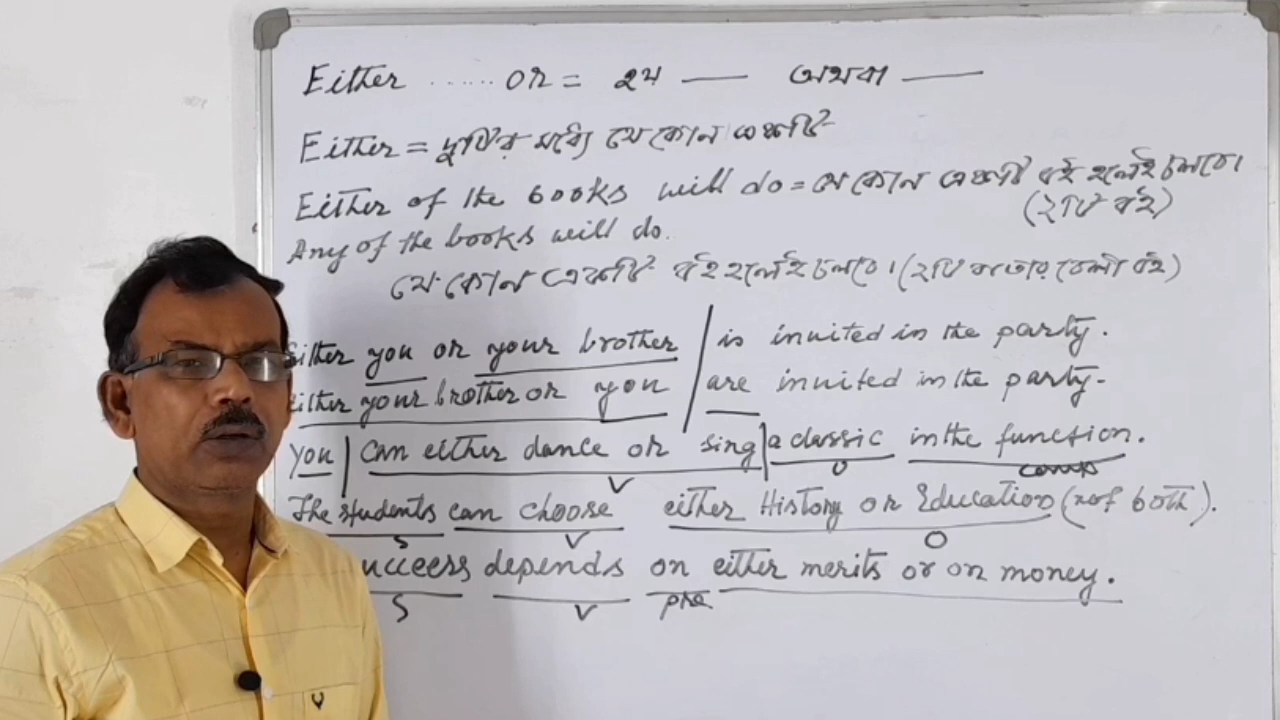 Either ...... or = হয় —— অথবা ——
Either = দুটির মধ্যে যে কোন একটি
Either of the books will do = যে কোন একটি বই হলেই চলবে।
(২টি বই)
Any of the books will do.
যে কোন একটি বই হলেই চলবে। (২টি বা তার বেশী বই)
Either you or your brother / is invited in the party.
Either your brother or you / are invited in the party.
you | can either dance or sing | a classic in the function.
V O comp
The students can choose either History or Education (not both).
S V O
success depends on either merits or on money.
S V pre